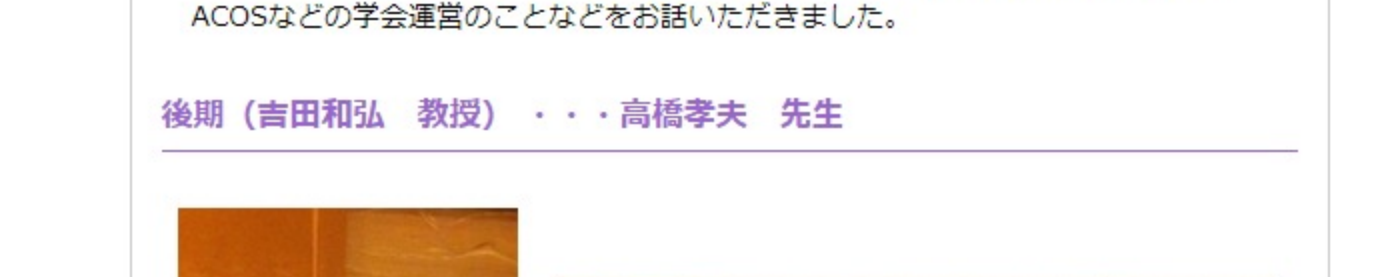 ACOSなどの学会運営のことなどをお話いただきました。
後期（吉田和弘　教授）　・・・高橋孝夫　先生